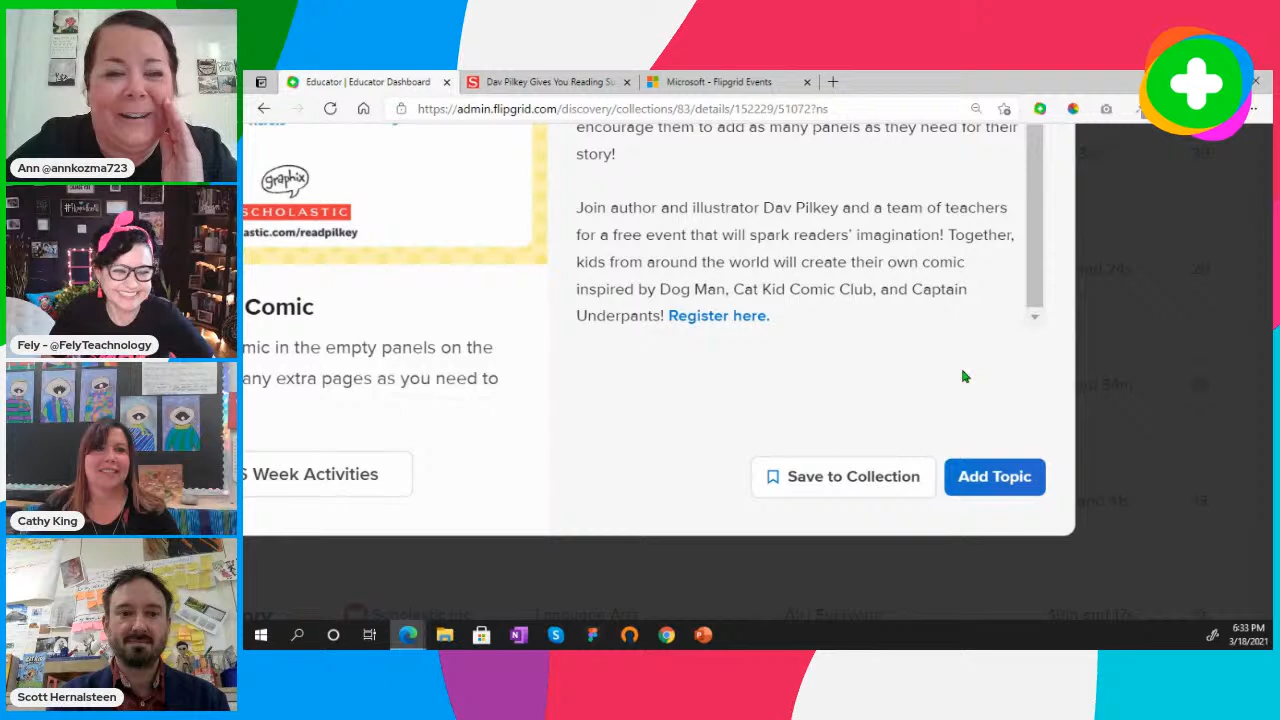 Ann @annkozma723
Fely - @FelyTeachnology
Cathy King
Scott Hernalsteen
Educator | Educator Dashboard
Dav Pilkey Gives You Reading Su
Microsoft - Flipgrid Events
https://admin.flipgrid.com/discovery/collections/83/details/152229/51072?ns
graphix
SCHOLASTIC
astic.com/readpilkey
Comic
mic in the empty panels on the
any extra pages as you need to
Week Activities
encourage them to add as many panels as they need for their
story!
Join author and illustrator Dav Pilkey and a team of teachers
for a free event that will spark readers' imagination! Together,
kids from around the world will create their own comic
inspired by Dog Man, Cat Kid Comic Club, and Captain
Underpants! Register here.
Save to Collection
Add Topic
6:33 PM
3/18/2021